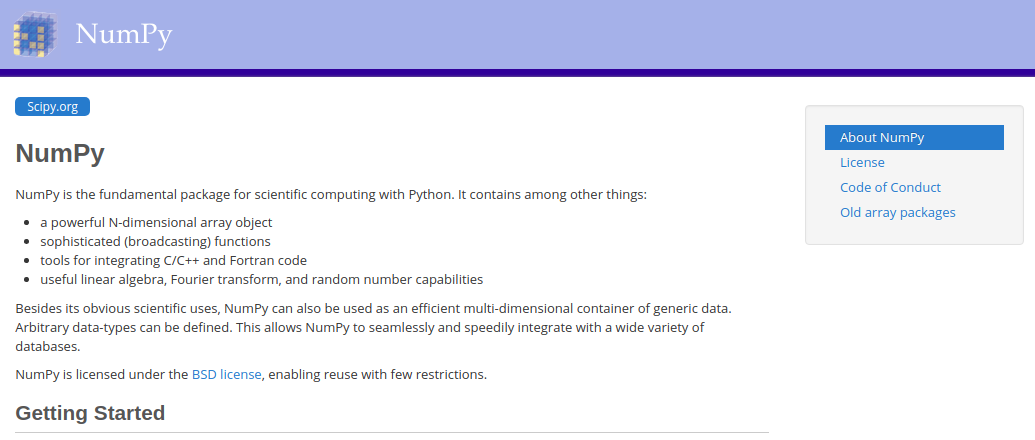 NumPy
Scipy.org
NumPy
NumPy is the fundamental package for scientific computing with Python. It contains among other things:
a powerful N-dimensional array object
sophisticated (broadcasting) functions
tools for integrating C/C++ and Fortran code
useful linear algebra, Fourier transform, and random number capabilities
Besides its obvious scientific uses, NumPy can also be used as an efficient multi-dimensional container of generic data.
Arbitrary data-types can be defined. This allows NumPy to seamlessly and speedily integrate with a wide variety of
databases.
NumPy is licensed under the BSD license, enabling reuse with few restrictions.
Getting Started
About NumPy
License
Code of Conduct
Old array packages